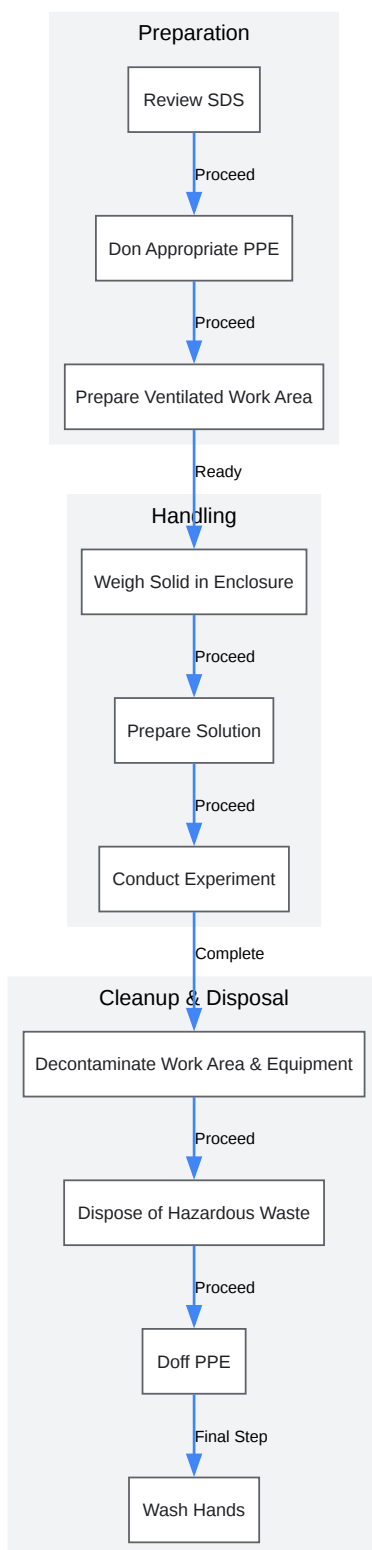 Preparation
Review SDS
Proceed
Don Appropriate PPE
Proceed
Prepare Ventilated Work Area
Ready
Handling
Weigh Solid in Enclosure
Proceed
Prepare Solution
Proceed
Conduct Experiment
Complete
Cleanup & Disposal
Decontaminate Work Area & Equipment
Proceed
Dispose of Hazardous Waste
Proceed
Doff PPE
Final Step
Wash Hands